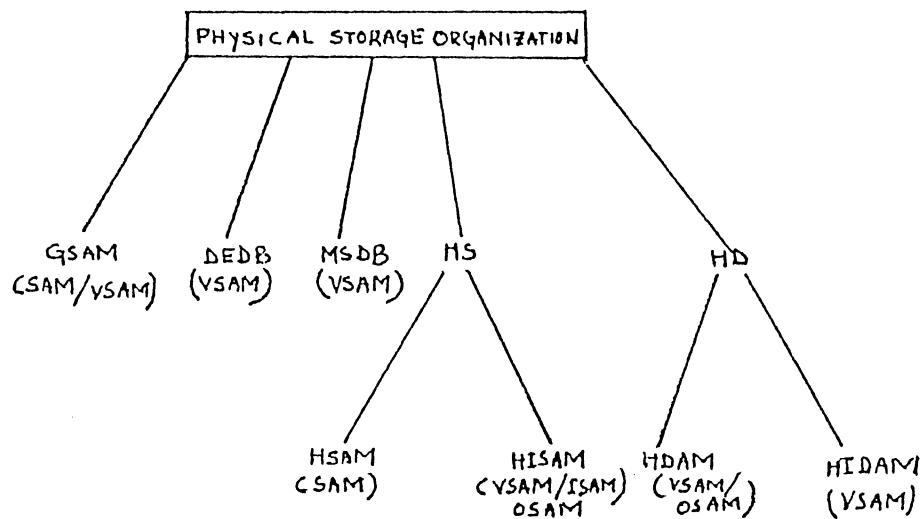 PHYSICAL STORAGE ORGANIZATION
GSAM
(SAM/VSAM)
DEDB
(VSAM)
MSDB
(VSAM)
HS
HD
HSAM
(SAM)
HISAM
(VSAM/ISAM)
OSAM
HDAM
(VSAM/
OSAM)
HIDAM
(VSAM)